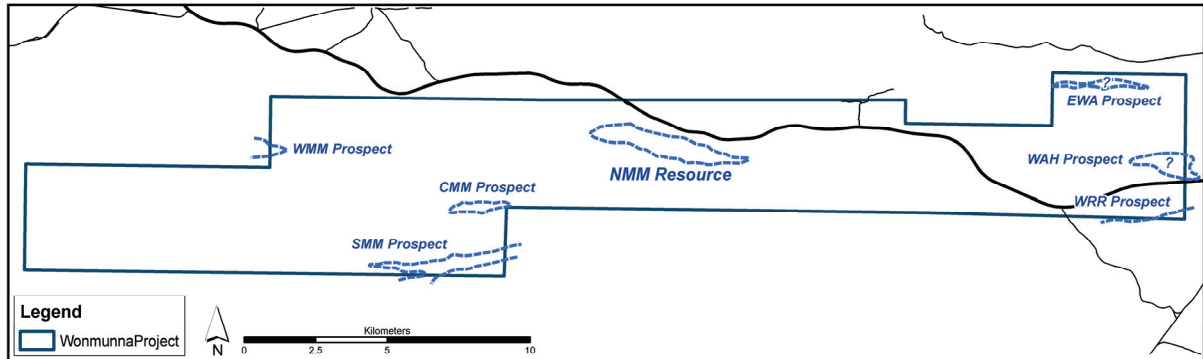 EWA Prospect
?
WMM Prospect
WAH Prospect
?
NMM Resource
CMM Prospect
WRR Prospect
SMM Prospect
Legend
WonmunnaProject
N
Kilometers
0 2.5 5 10